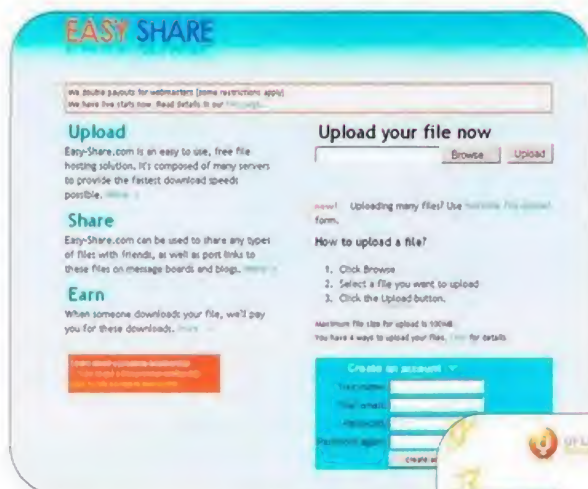 EASY SHARE
We double payouts for webmasters [some restrictions apply]
We have live stats now. Read details in our
Upload
Easy-Share.com is an easy to use, free file
hosting solution. It's composed of many servers
to provide the fastest download speeds
possible. more
Share
Easy-Share.com can be used to share any types
of files with friends, as well as post links to
these files on message boards and blogs. more
Earn
When someone downloads your file, we'll pay
you for these downloads. more
Upload your file now
Browse Upload
new! Uploading many files? Use
form.
How to upload a file?
1. Click Browse
2. Select a file you want to upload
3. Click the Upload button.
Maximum file size for upload is 100MB
You have 4 ways to upload your files. for details
Create an account
Your name
Your email
Password
Password again